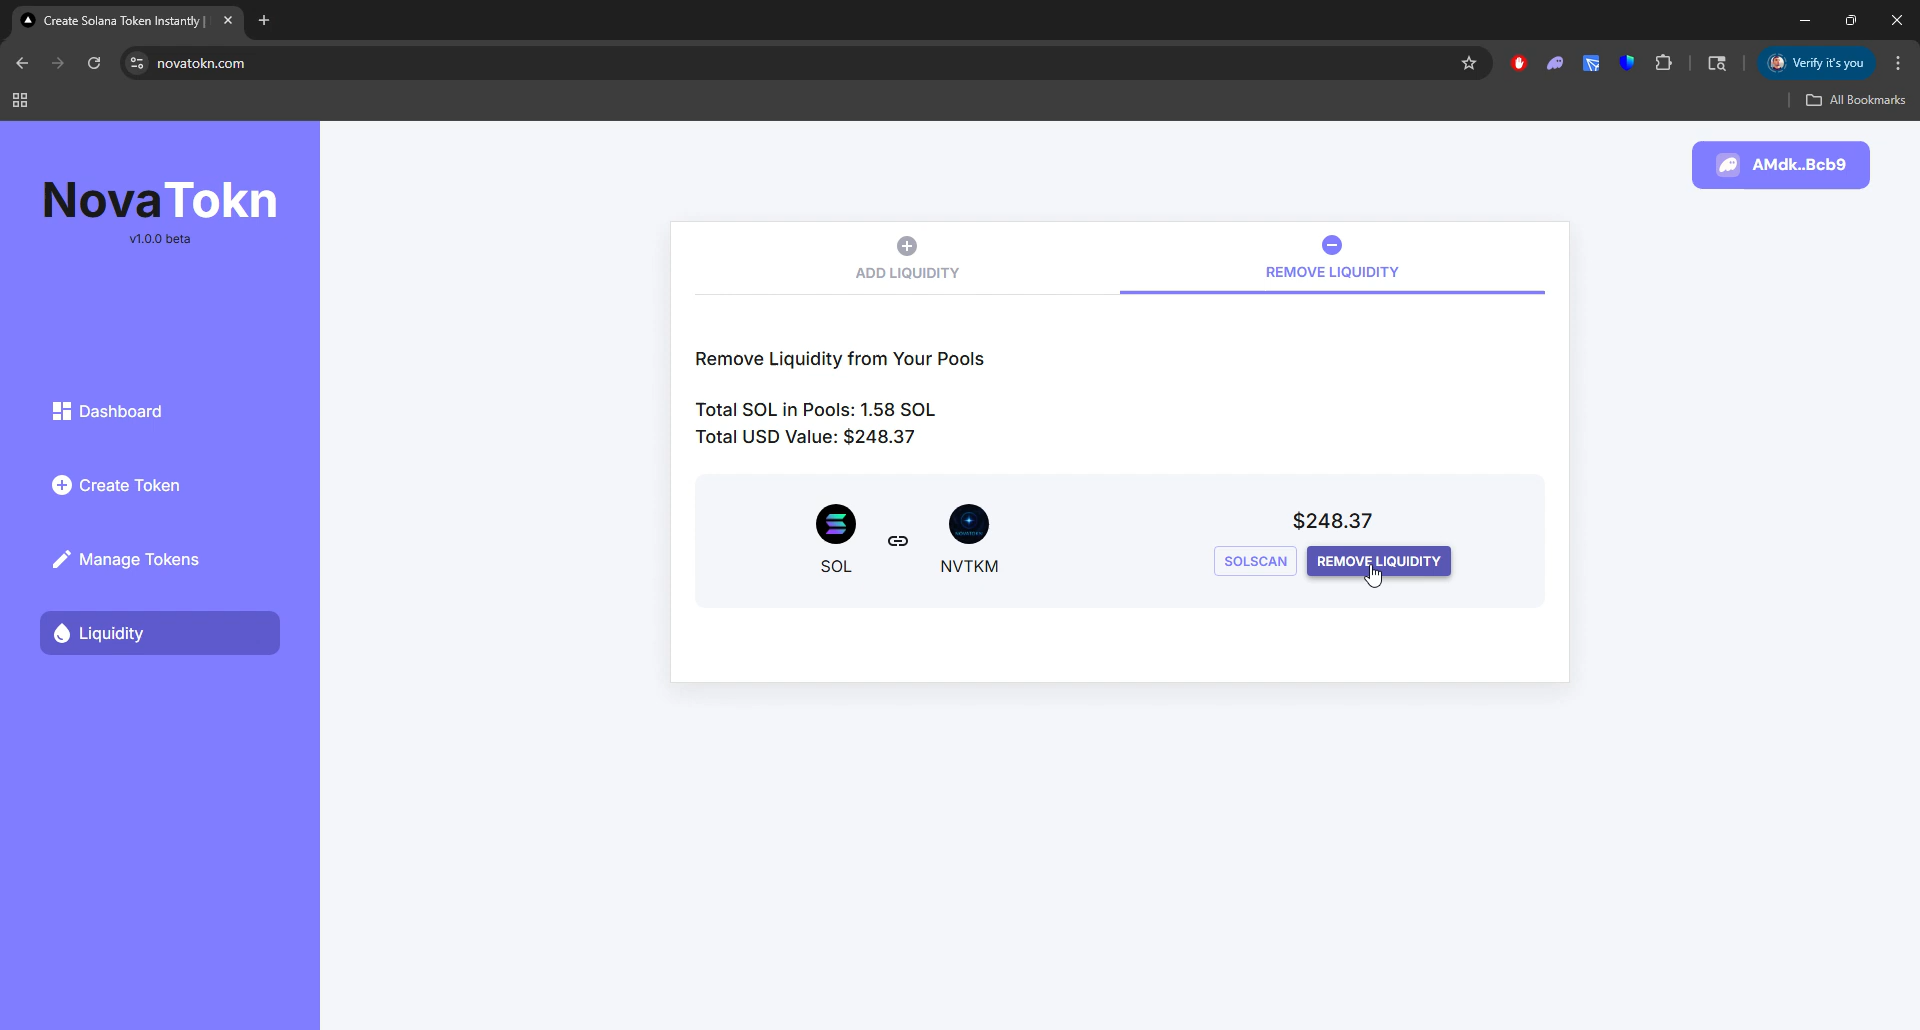 Create Solana Token Instantly |
novatokn.com
Verify it's you
All Bookmarks
NovaTokn
v1.0.0 beta
Dashboard
Create Token
Manage Tokens
Liquidity
AMdk..Bcb9
ADD LIQUIDITY
REMOVE LIQUIDITY
Remove Liquidity from Your Pools
Total SOL in Pools: 1.58 SOL
Total USD Value: $248.37
SOL
NVTKM
$248.37
SOLSCAN
REMOVE LIQUIDITY